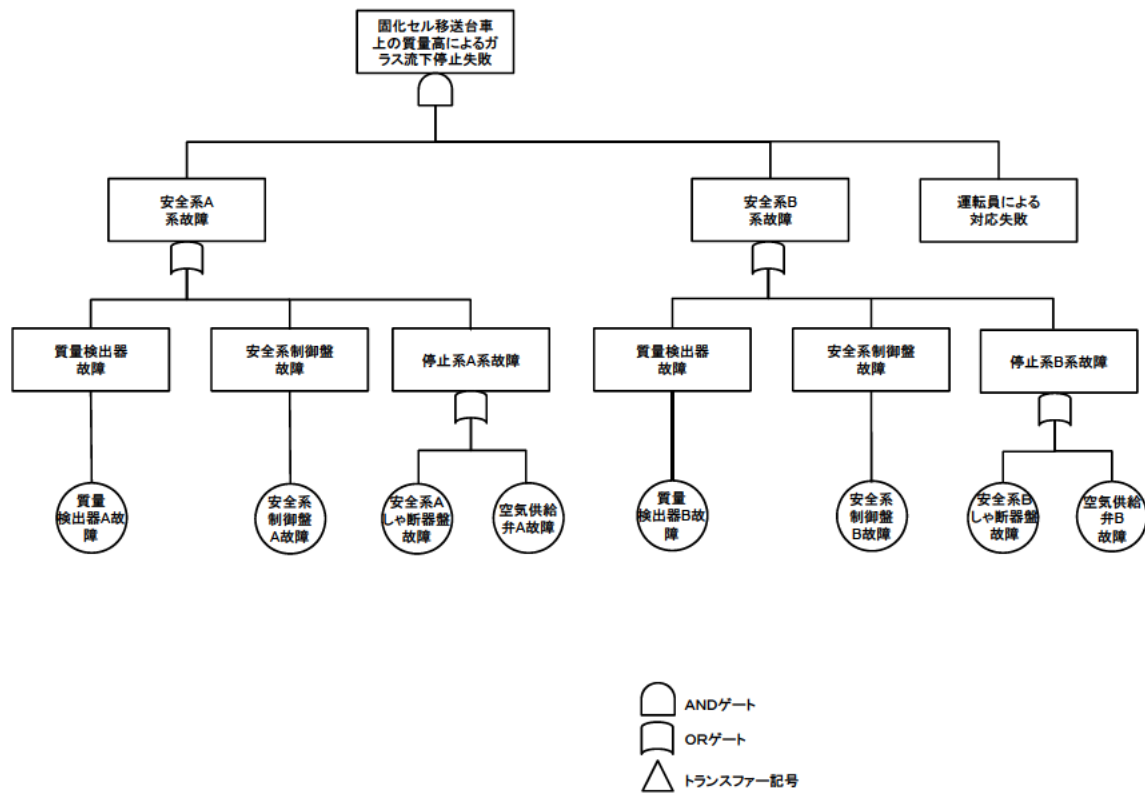 固化セル移送台車
上の質量高によるガ
ラス流下停止失敗
安全系A
系故障
安全系B
系故障
運転員による
対応失敗
質量検出器
故障
安全系制御盤
故障
停止系A系故障
質量検出器
故障
安全系制御盤
故障
停止系B系故障
質量
検出器A故
障
安全系
制御盤
A故障
安全系A
しゃ断器盤
故障
空気供給
弁A故障
質量
検出器B故
障
安全系
制御盤
B故障
安全系B
しゃ断器盤
故障
空気供給
弁B
故障
ANDゲート
ORゲート
トランスファー記号